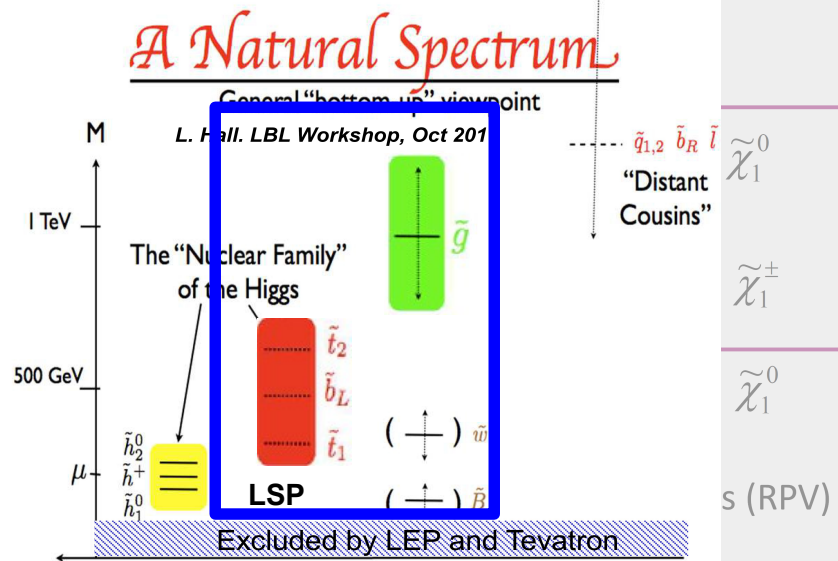 A Natural Spectrum
General “bottom-up” viewpoint
L. Hall. LBL Workshop, Oct 201
M
q̃1,2 b̃R l̃
“Distant
Cousins”
1 TeV
g̃
The “Nuclear Family”
of the Higgs
t̃2
500 GeV
b̃L
t̃1
( ) w̃
h̃⁰2
h̃⁺
h̃⁰1
μ
LSP
( ) B̃
Excluded by LEP and Tevatron
χ̃⁰1
χ̃±1
χ̃⁰1
s (RPV)